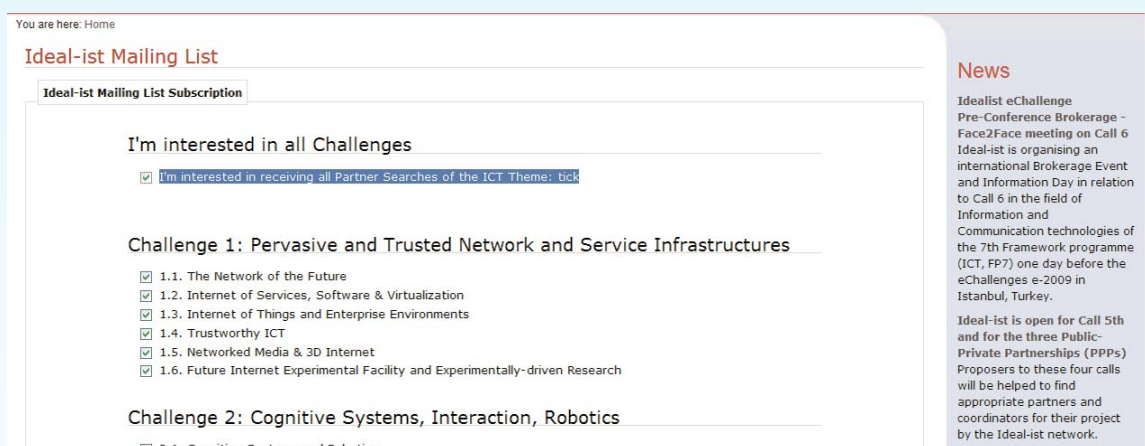 You are here: Home
Ideal-ist Mailing List
Ideal-ist Mailing List Subscription
I'm interested in all Challenges
I'm interested in receiving all Partner Searches of the ICT Theme: tick
Challenge 1: Pervasive and Trusted Network and Service Infrastructures
1.1. The Network of the Future
1.2. Internet of Services, Software & Virtualization
1.3. Internet of Things and Enterprise Environments
1.4. Trustworthy ICT
1.5. Networked Media & 3D Internet
1.6. Future Internet Experimental Facility and Experimentally-driven Research
Challenge 2: Cognitive Systems, Interaction, Robotics
News
Idealist eChallenge
Pre-Conference Brokerage -
Face2Face meeting on Call 6
Ideal-ist is organising an
international Brokerage Event
and Information Day in relation
to Call 6 in the field of
Information and
Communication technologies of
the 7th Framework programme
(ICT, FP7) one day before the
eChallenges e-2009 in
Istanbul, Turkey.
Ideal-ist is open for Call 5th
and for the three Public-
Private Partnerships (PPPs)
Proposers to these four calls
will be helped to find
appropriate partners and
coordinators for their project
by the Ideal-ist network.